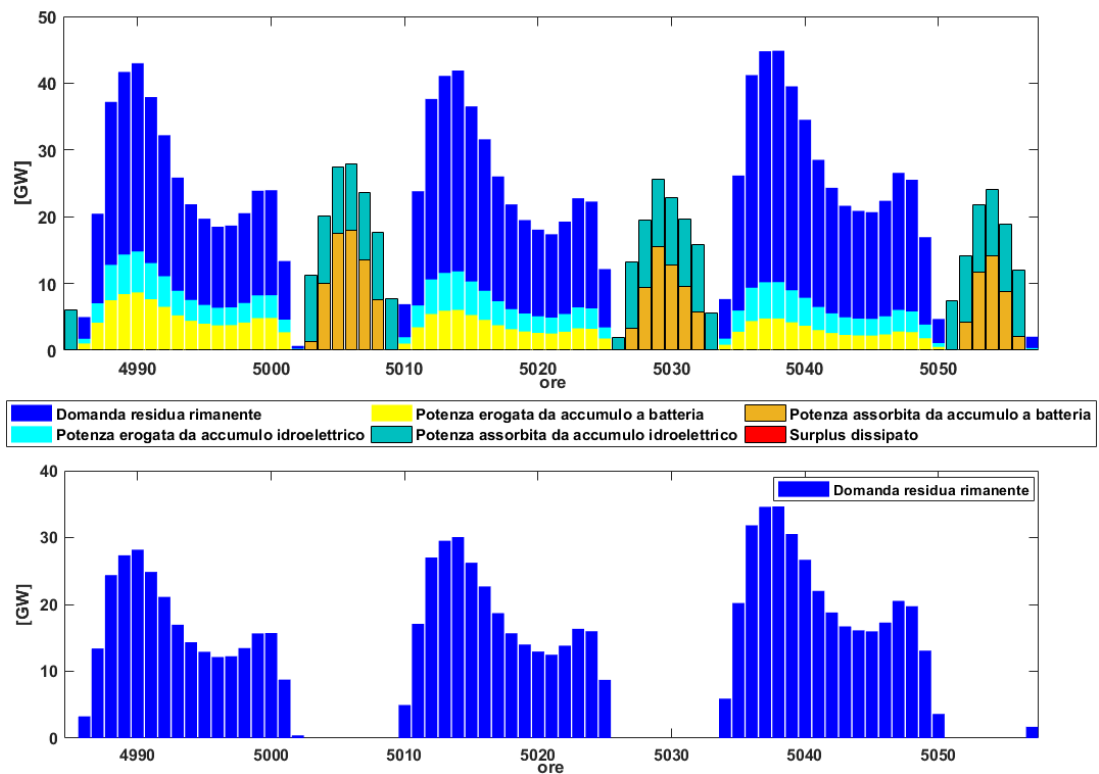 50
40
30
20
10
0
[GW]
4990 5000 5010 5020 5030 5040 5050
ore
Domanda residua rimanente
Potenza erogata da accumulo a batteria
Potenza assorbita da accumulo a batteria
Potenza erogata da accumulo idroelettrico
Potenza assorbita da accumulo idroelettrico
Surplus dissipato
40
30
20
10
0
[GW]
Domanda residua rimanente
4990 5000 5010 5020 5030 5040 5050
ore